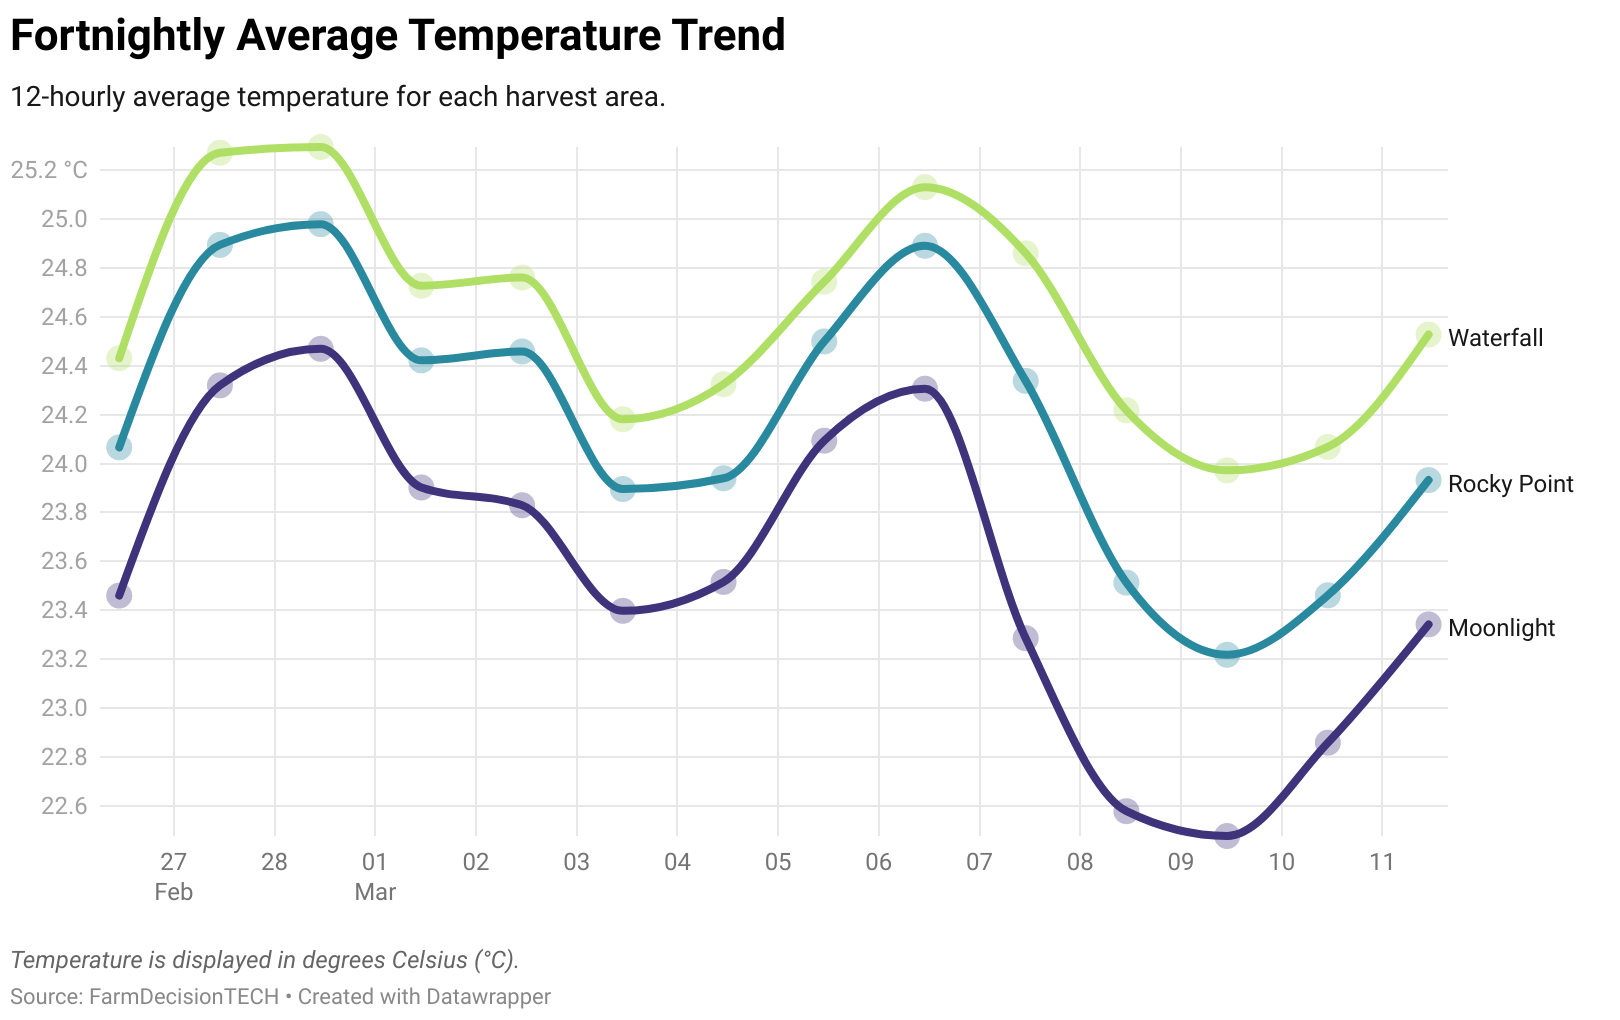 Fortnightly Average Temperature Trend
12-hourly average temperature for each harvest area.
25.2 °C
25.0
24.8
24.6
24.4
24.2
24.0
23.8
23.6
23.4
23.2
23.0
22.8
22.6
Waterfall
Rocky Point
Moonlight
27 28 01 02 03 04 05 06 07 08 09 10 11
Feb Mar
Temperature is displayed in degrees Celsius (°C).
Source: FarmDecisionTECH • Created with Datawrapper